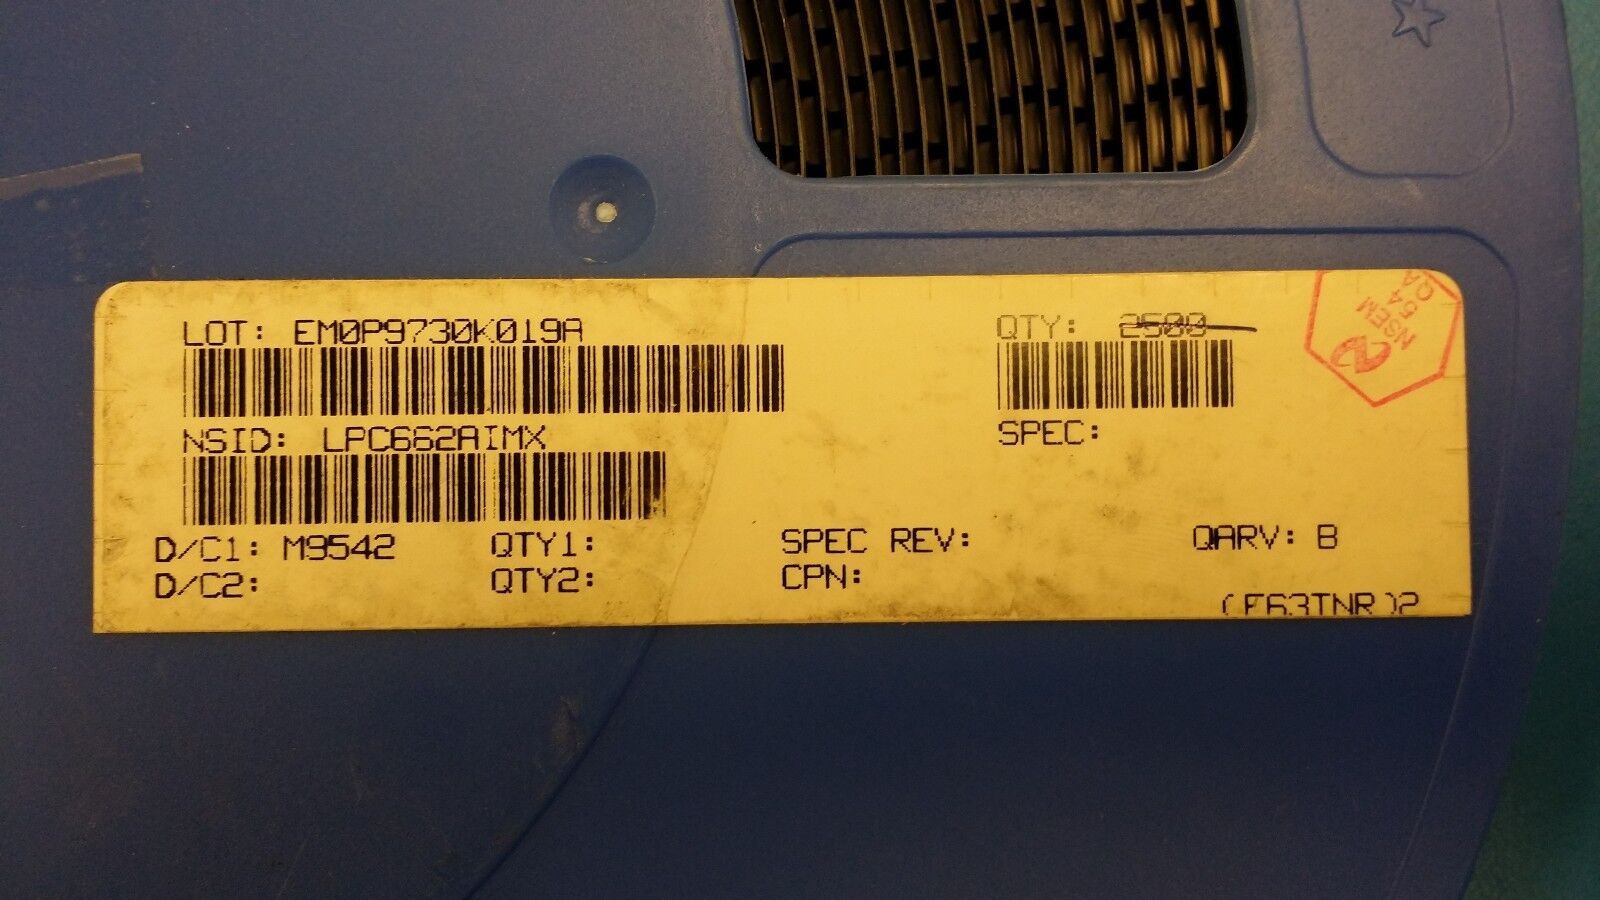 LOT: EM0P9730K019A
QTY: 2500
NSID: LPC662AIMX
SPEC:
D/C1: M9542 QTY1: SPEC REV: QARV: B
D/C2: QTY2: CPN:
(F63TNR)2
NSEM
54
QA